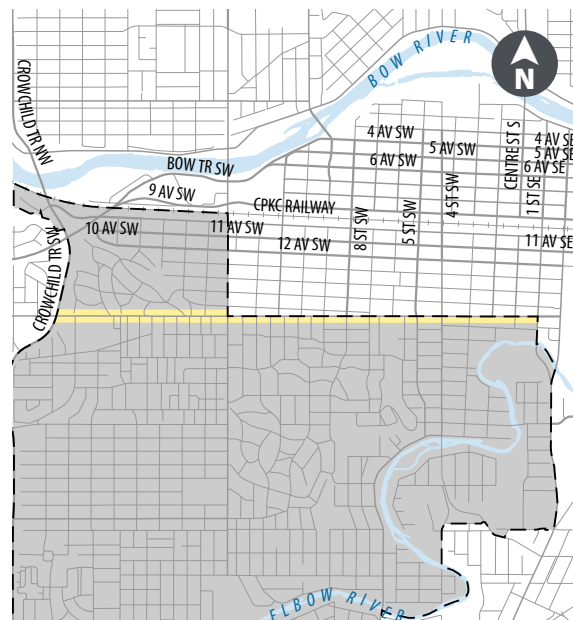 BOW RIVER
N
CROWCHILD TR NW
CENTRE ST S
4 AV SW
4 AV SE
5 AV SW
5 AV SE
6 AV SW
6 AV SE
BOW TR SW
9 AV SW
4 ST SW
1 ST SE
CPKC RAILWAY
8 ST SW
5 ST SW
10 AV SW
11 AV SW
12 AV SW
11 AV SE
CROWCHILD TR SW
ELBOW RIVER